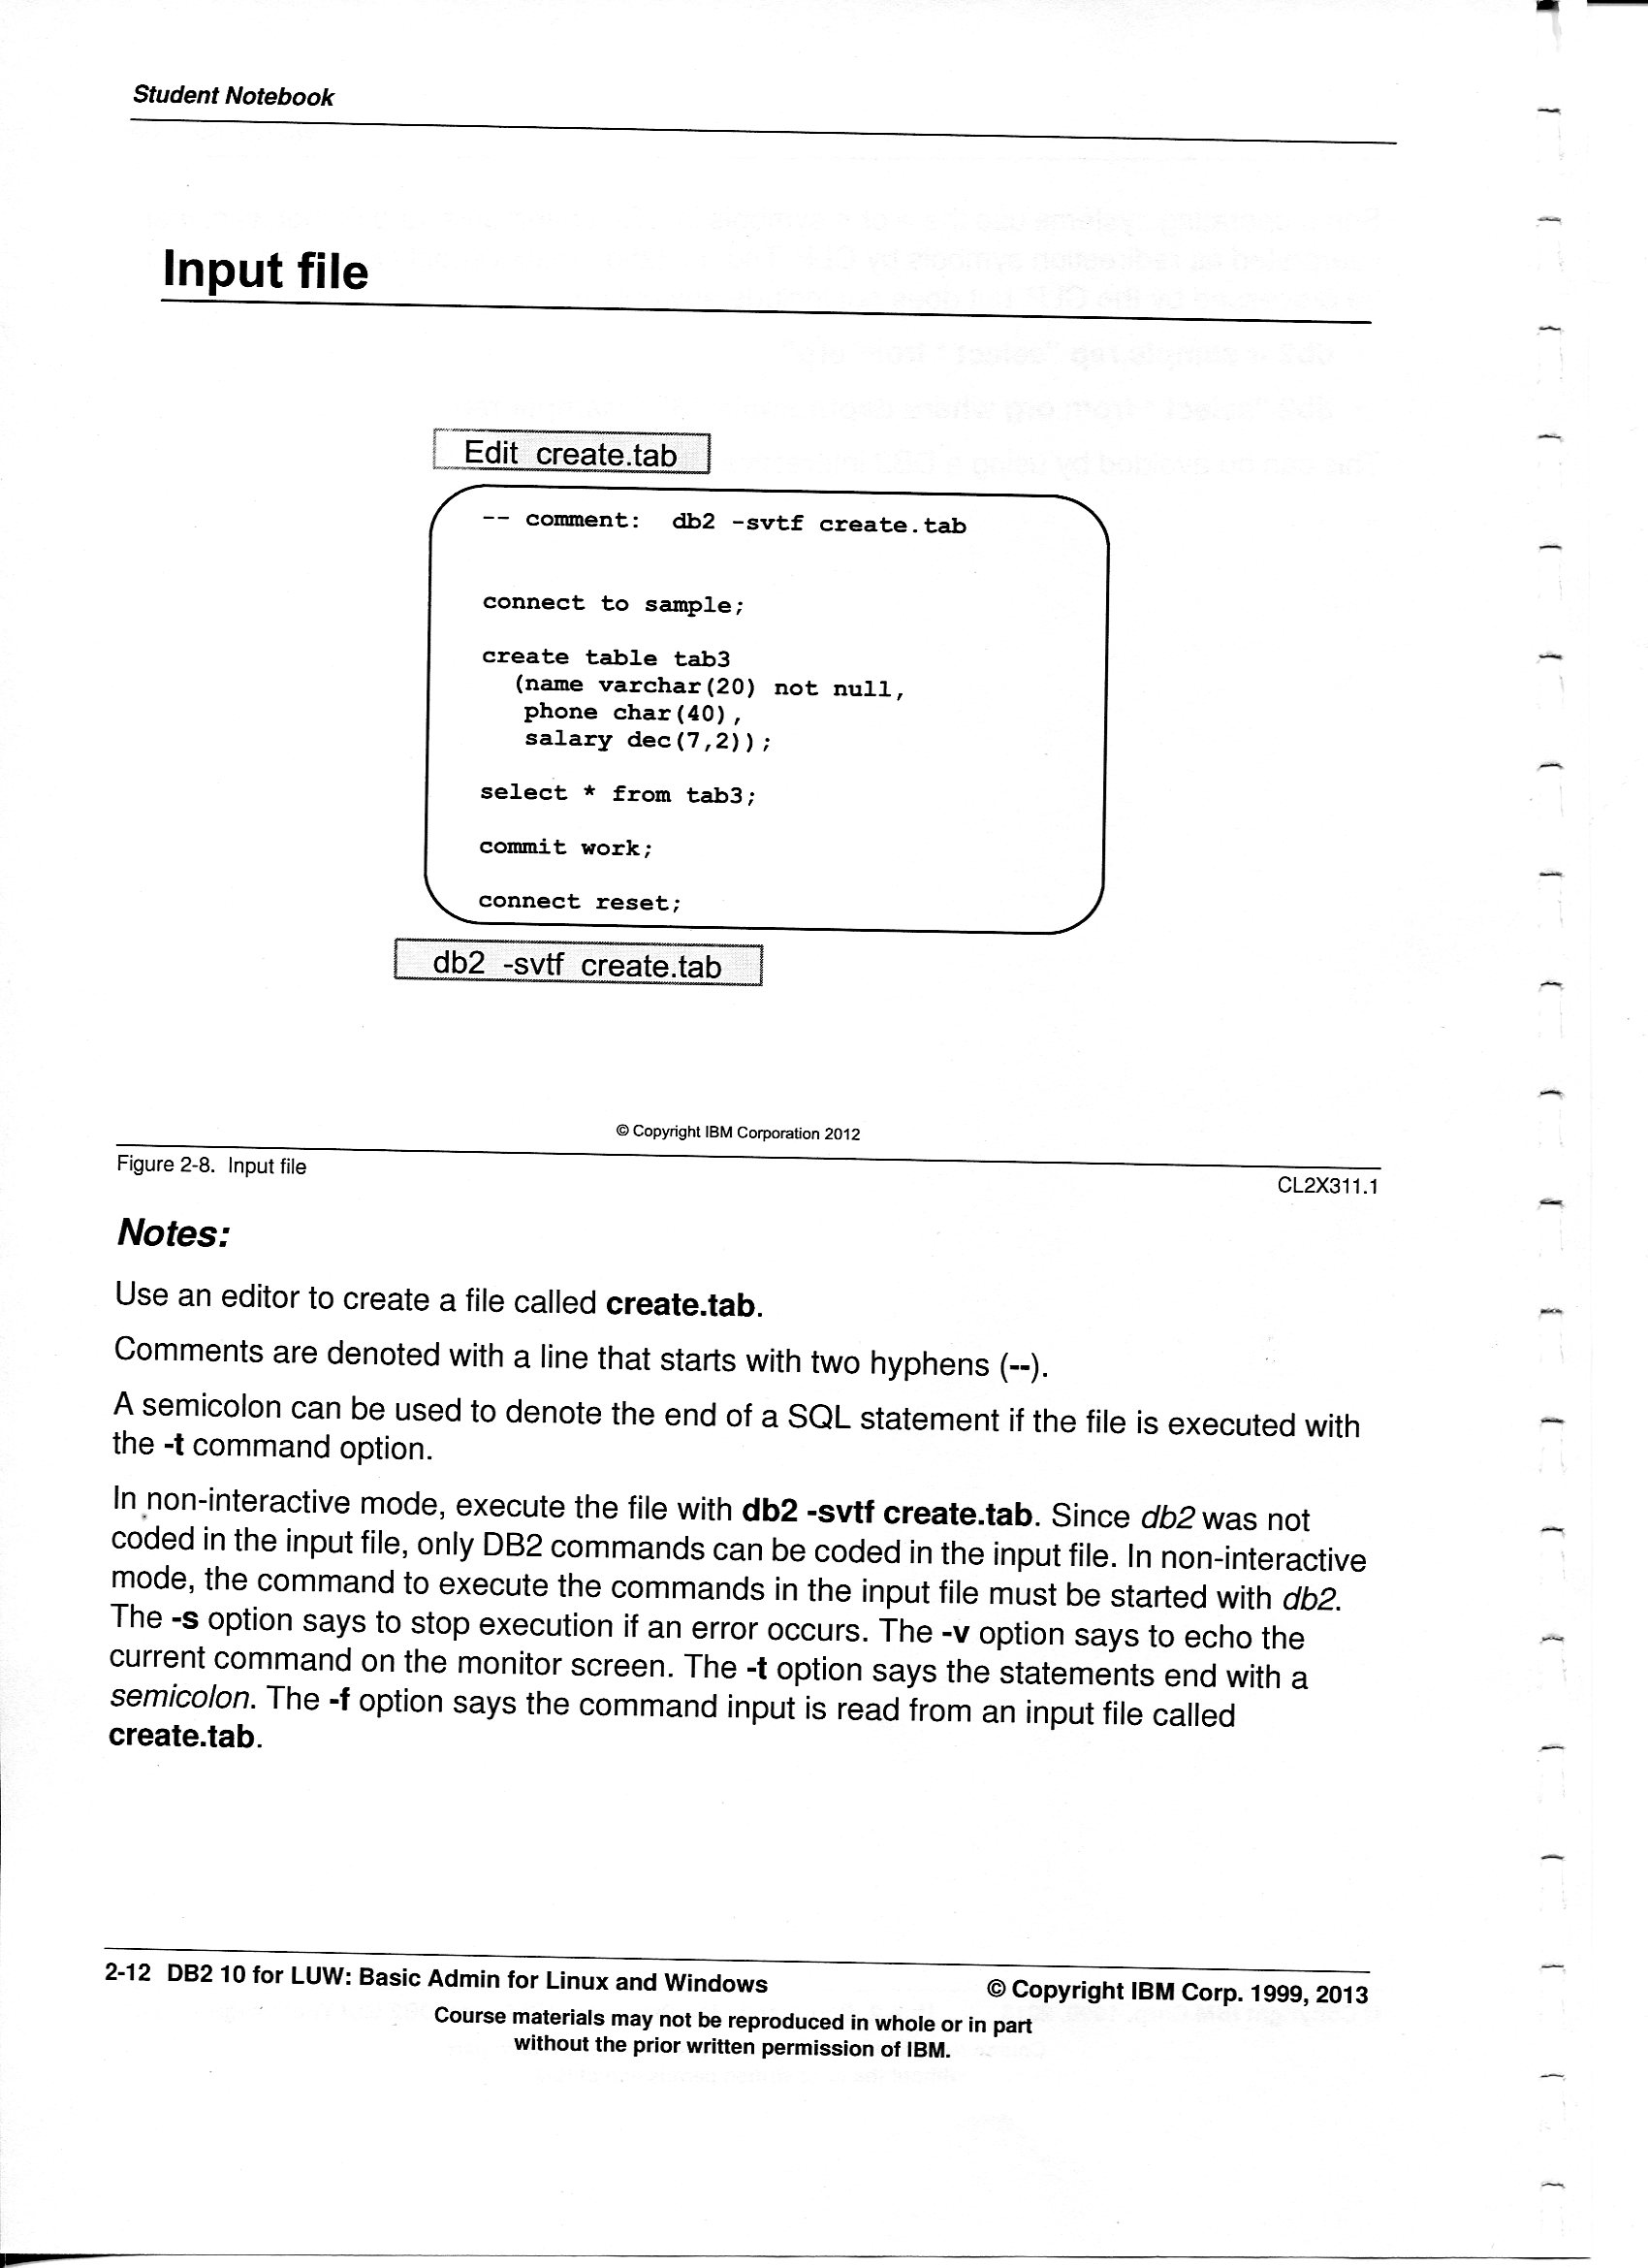 Student Notebook
Input file
Edit create.tab
-- comment: db2 -svtf create.tab
connect to sample;
create table tab3
(name varchar(20) not null,
phone char(40),
salary dec(7,2));
select * from tab3;
commit work;
connect reset;
db2 -svtf create.tab
© Copyright IBM Corporation 2012
Figure 2-8. Input file
CL2X311.1
Notes:
Use an editor to create a file called create.tab.
Comments are denoted with a line that starts with two hyphens (--).
A semicolon can be used to denote the end of a SQL statement if the file is executed with
the -t command option.
In non-interactive mode, execute the file with db2 -svtf create.tab. Since db2 was not
coded in the input file, only DB2 commands can be coded in the input file. In non-interactive
mode, the command to execute the commands in the input file must be started with db2.
The -s option says to stop execution if an error occurs. The -v option says to echo the
current command on the monitor screen. The -t option says the statements end with a
semicolon. The -f option says the command input is read from an input file called
create.tab.
2-12 DB2 10 for LUW: Basic Admin for Linux and Windows
© Copyright IBM Corp. 1999, 2013
Course materials may not be reproduced in whole or in part
without the prior written permission of IBM.